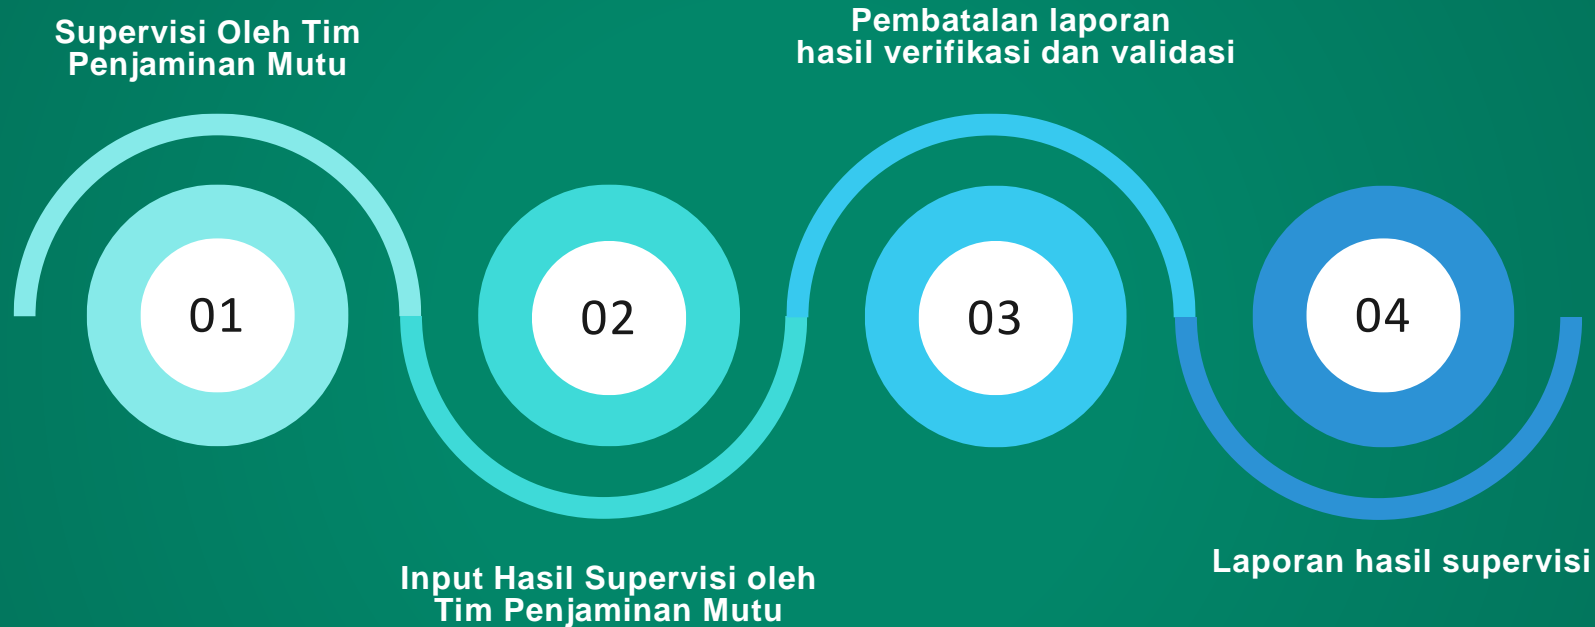 Supervisi Oleh Tim
Penjaminan Mutu
Pembatalan laporan
hasil verifikasi dan validasi
01
02
03
04
Input Hasil Supervisi oleh
Tim Penjaminan Mutu
Laporan hasil supervisi